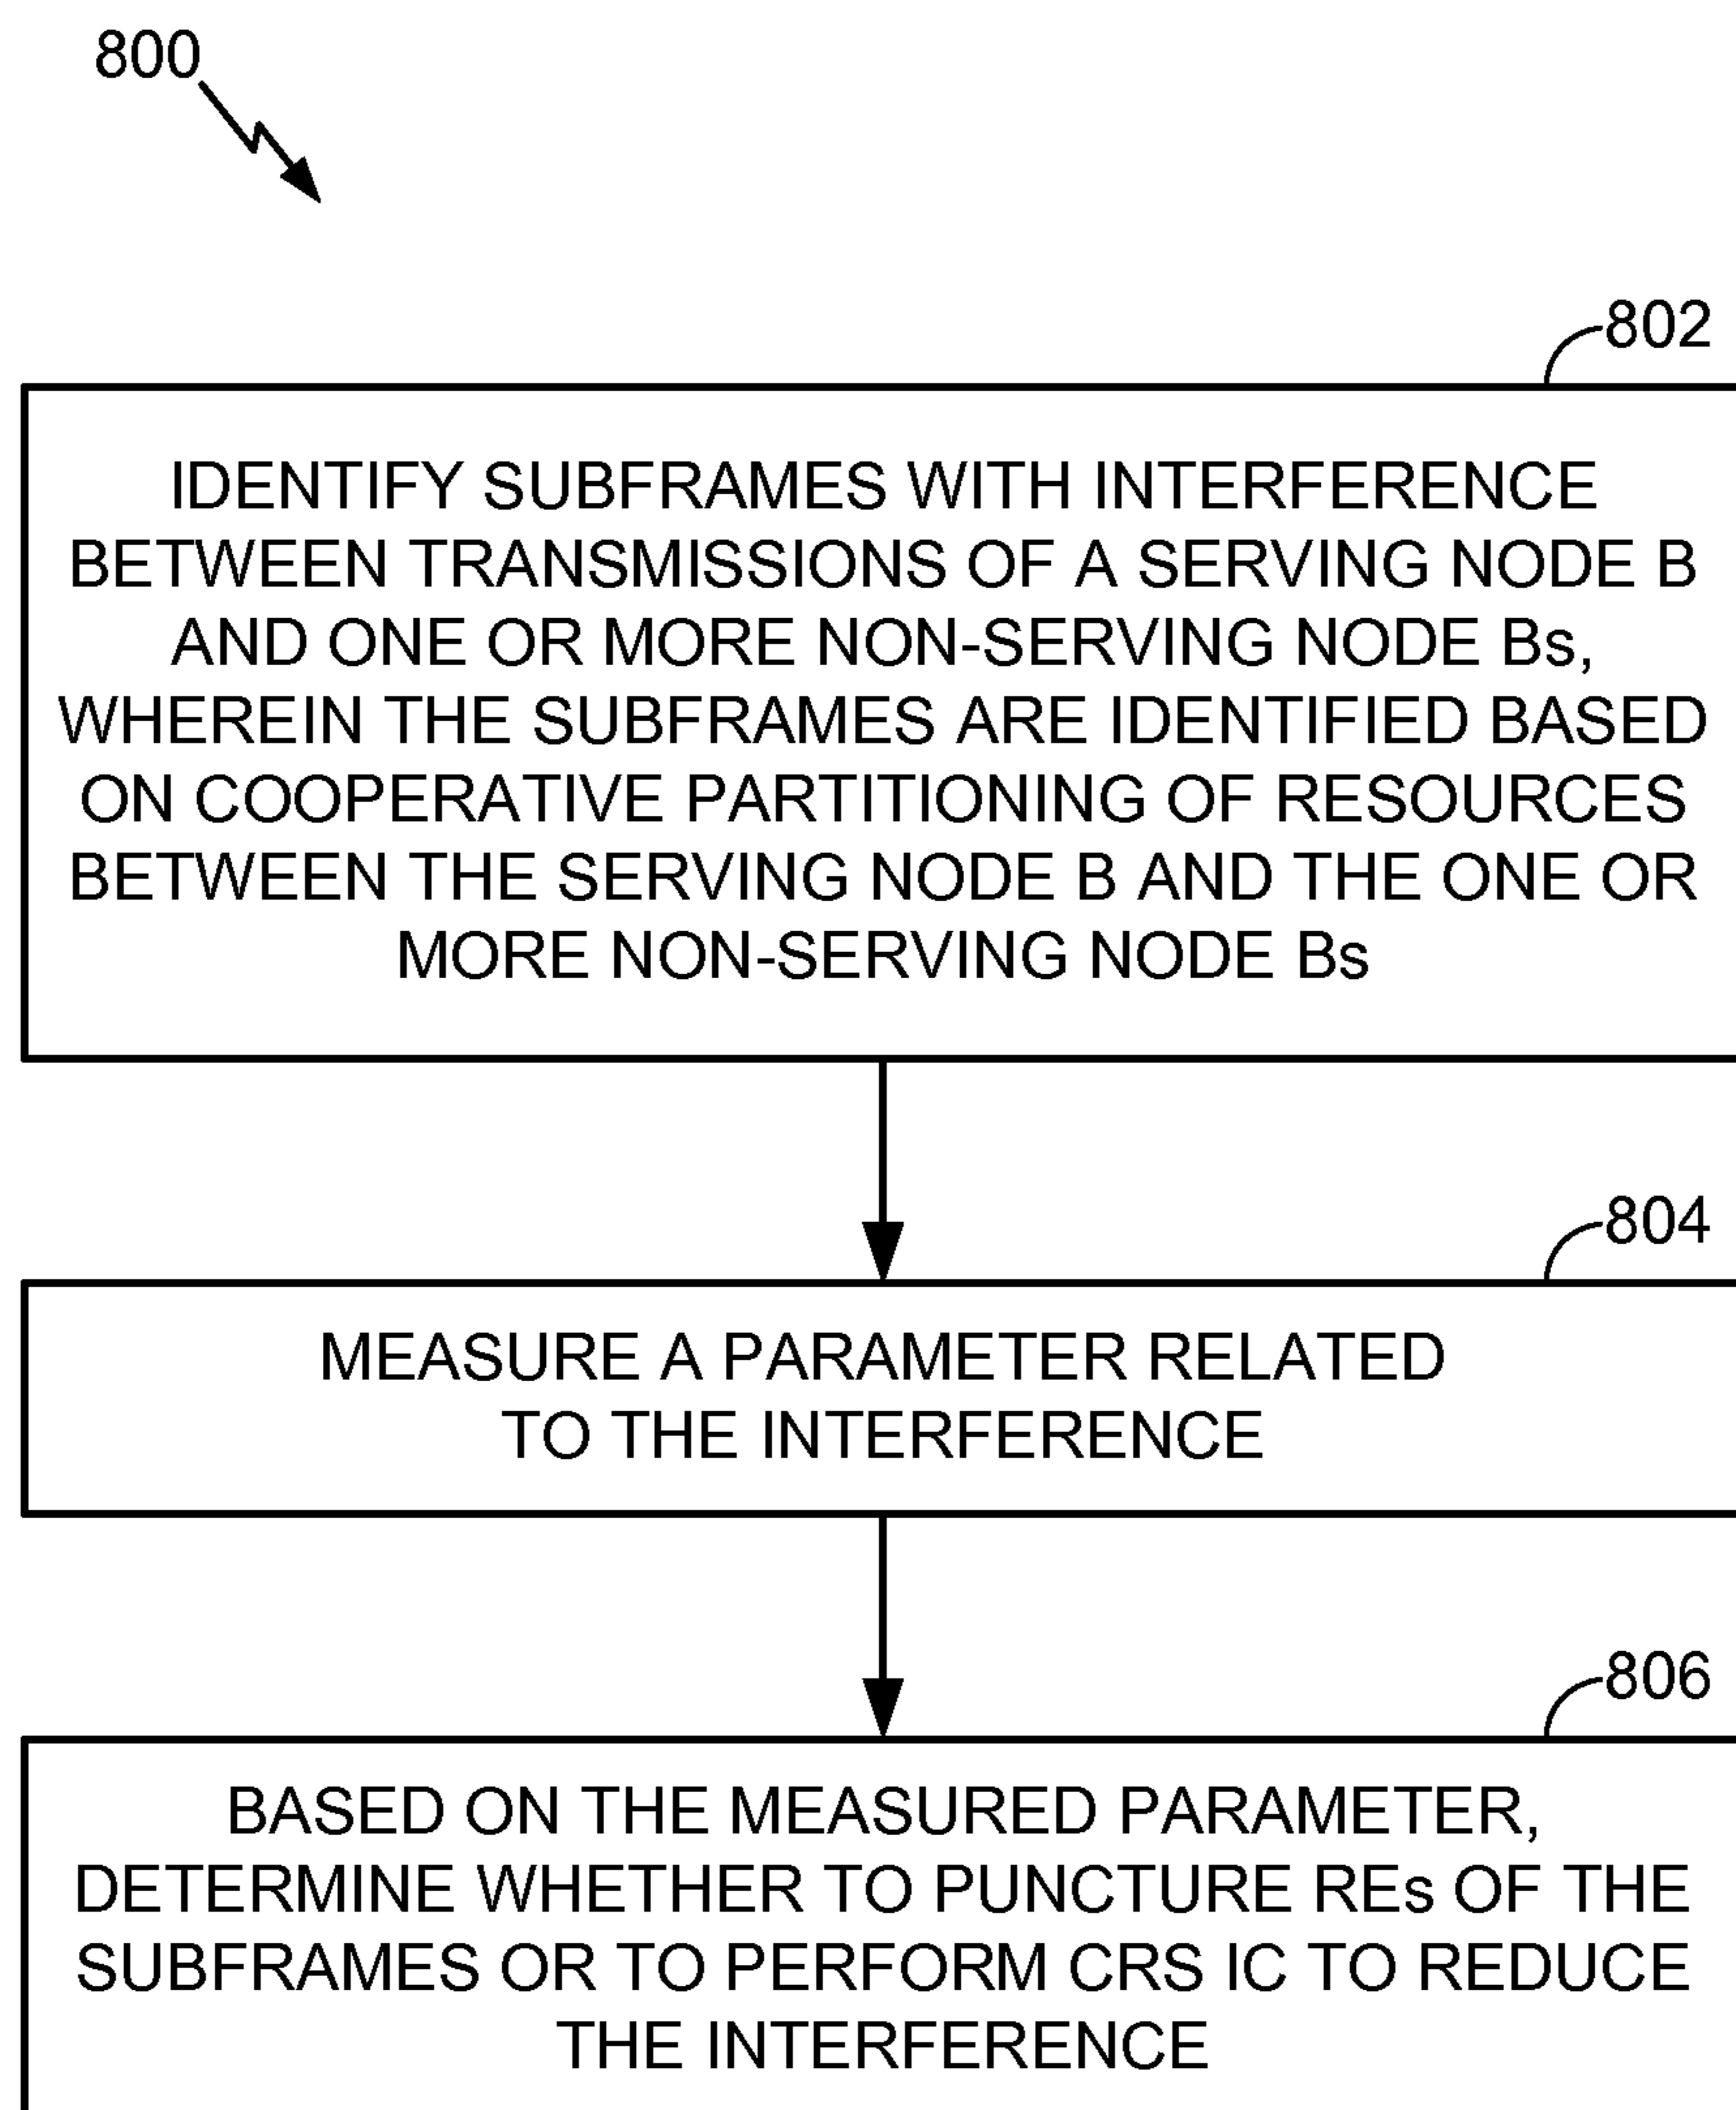 800
802
IDENTIFY SUBFRAMES WITH INTERFERENCE
BETWEEN TRANSMISSIONS OF A SERVING NODE B
AND ONE OR MORE NON-SERVING NODE Bs,
WHEREIN THE SUBFRAMES ARE IDENTIFIED BASED
ON COOPERATIVE PARTITIONING OF RESOURCES
BETWEEN THE SERVING NODE B AND THE ONE OR
MORE NON-SERVING NODE Bs
804
MEASURE A PARAMETER RELATED
TO THE INTERFERENCE
806
BASED ON THE MEASURED PARAMETER,
DETERMINE WHETHER TO PUNCTURE REs OF THE
SUBFRAMES OR TO PERFORM CRS IC TO REDUCE
THE INTERFERENCE